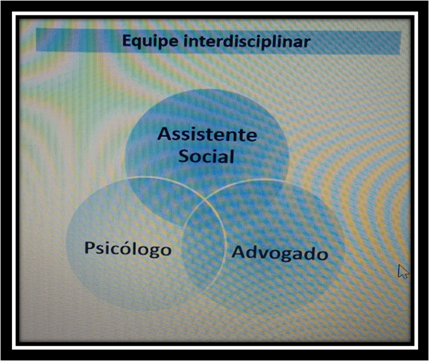 Equipe interdisciplinar
Assistente
Social
Psicólogo
Advogado